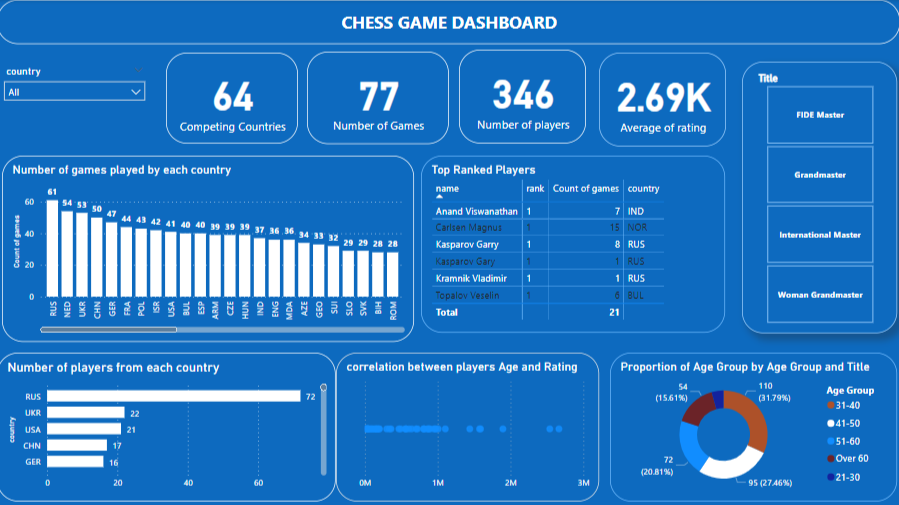 CHESS GAME DASHBOARD
country
All
64
Competing Countries
77
Number of Games
346
Number of players
2.69K
Average of rating
Title
FIDE Master
Grandmaster
International Master
Woman Grandmaster
Number of games played by each country
Count of games
60
40
20
0
61 54 53 50 47 44 43 42 41 40 40 39 39 39 37 36 36 34 33 32 29 29 28 28
RUS NED UKR CHN GER FRA POL ISR USA BUL ESP ARM CZE HUN IND ENG MDA AZE GEO SUI SLO SVK BIH ROM
Top Ranked Players
name rank Count of games country
Anand Viswanathan 1 7 IND
Carlsen Magnus 1 15 NOR
Kasparov Garry 1 8 RUS
Kasparov Gary 1 1 RUS
Kramnik Vladimir 1 1 RUS
Topalov Veselin 1 6 BUL
Total 21
Number of players from each country
country
RUS 72
UKR 22
USA 21
CHN 17
GER 16
0 20 40 60
correlation between players Age and Rating
0M 1M 2M 3M
Proportion of Age Group by Age Group and Title
54
(15.61%)
110
(31.79%)
72
(20.81%)
95 (27.46%)
Age Group
31-40
41-50
51-60
Over 60
21-30